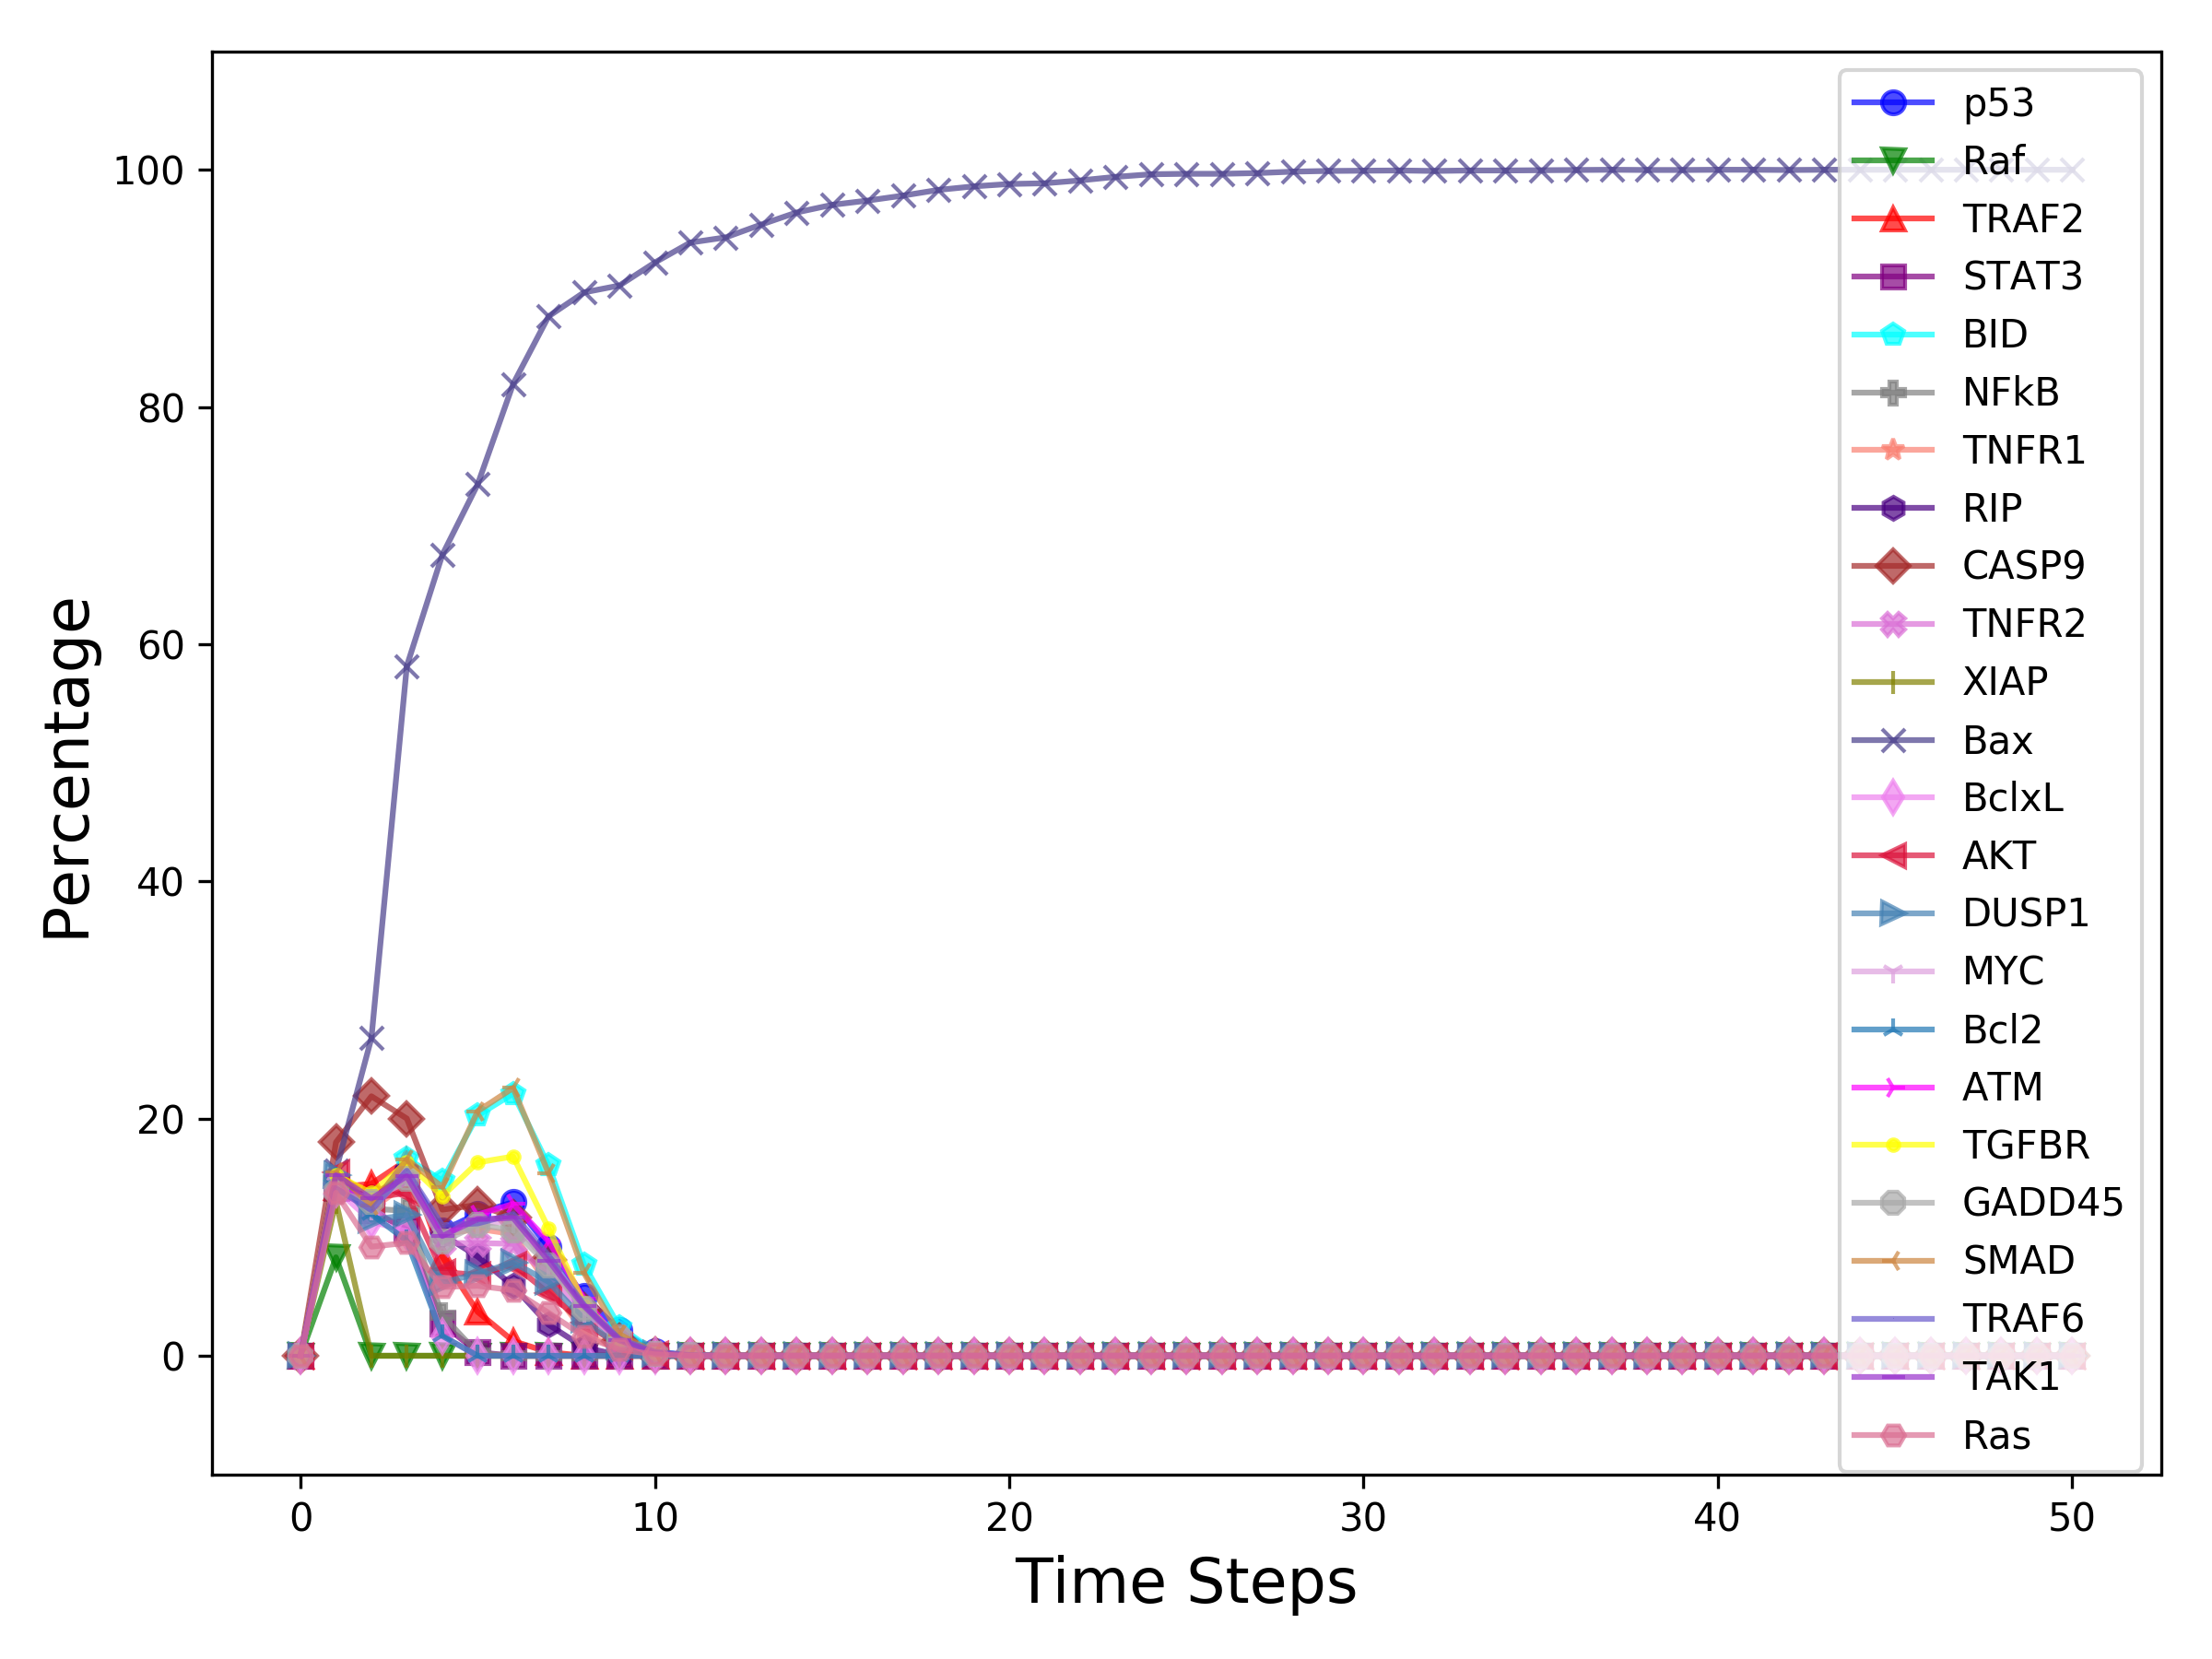 100
80
60
40
20
0
Percentage
0 10 20 30 40 50
Time Steps
p53
Raf
TRAF2
STAT3
BID
NFkB
TNFR1
RIP
CASP9
TNFR2
XIAP
Bax
BclxL
AKT
DUSP1
MYC
Bcl2
ATM
TGFBR
GADD45
SMAD
TRAF6
TAK1
Ras